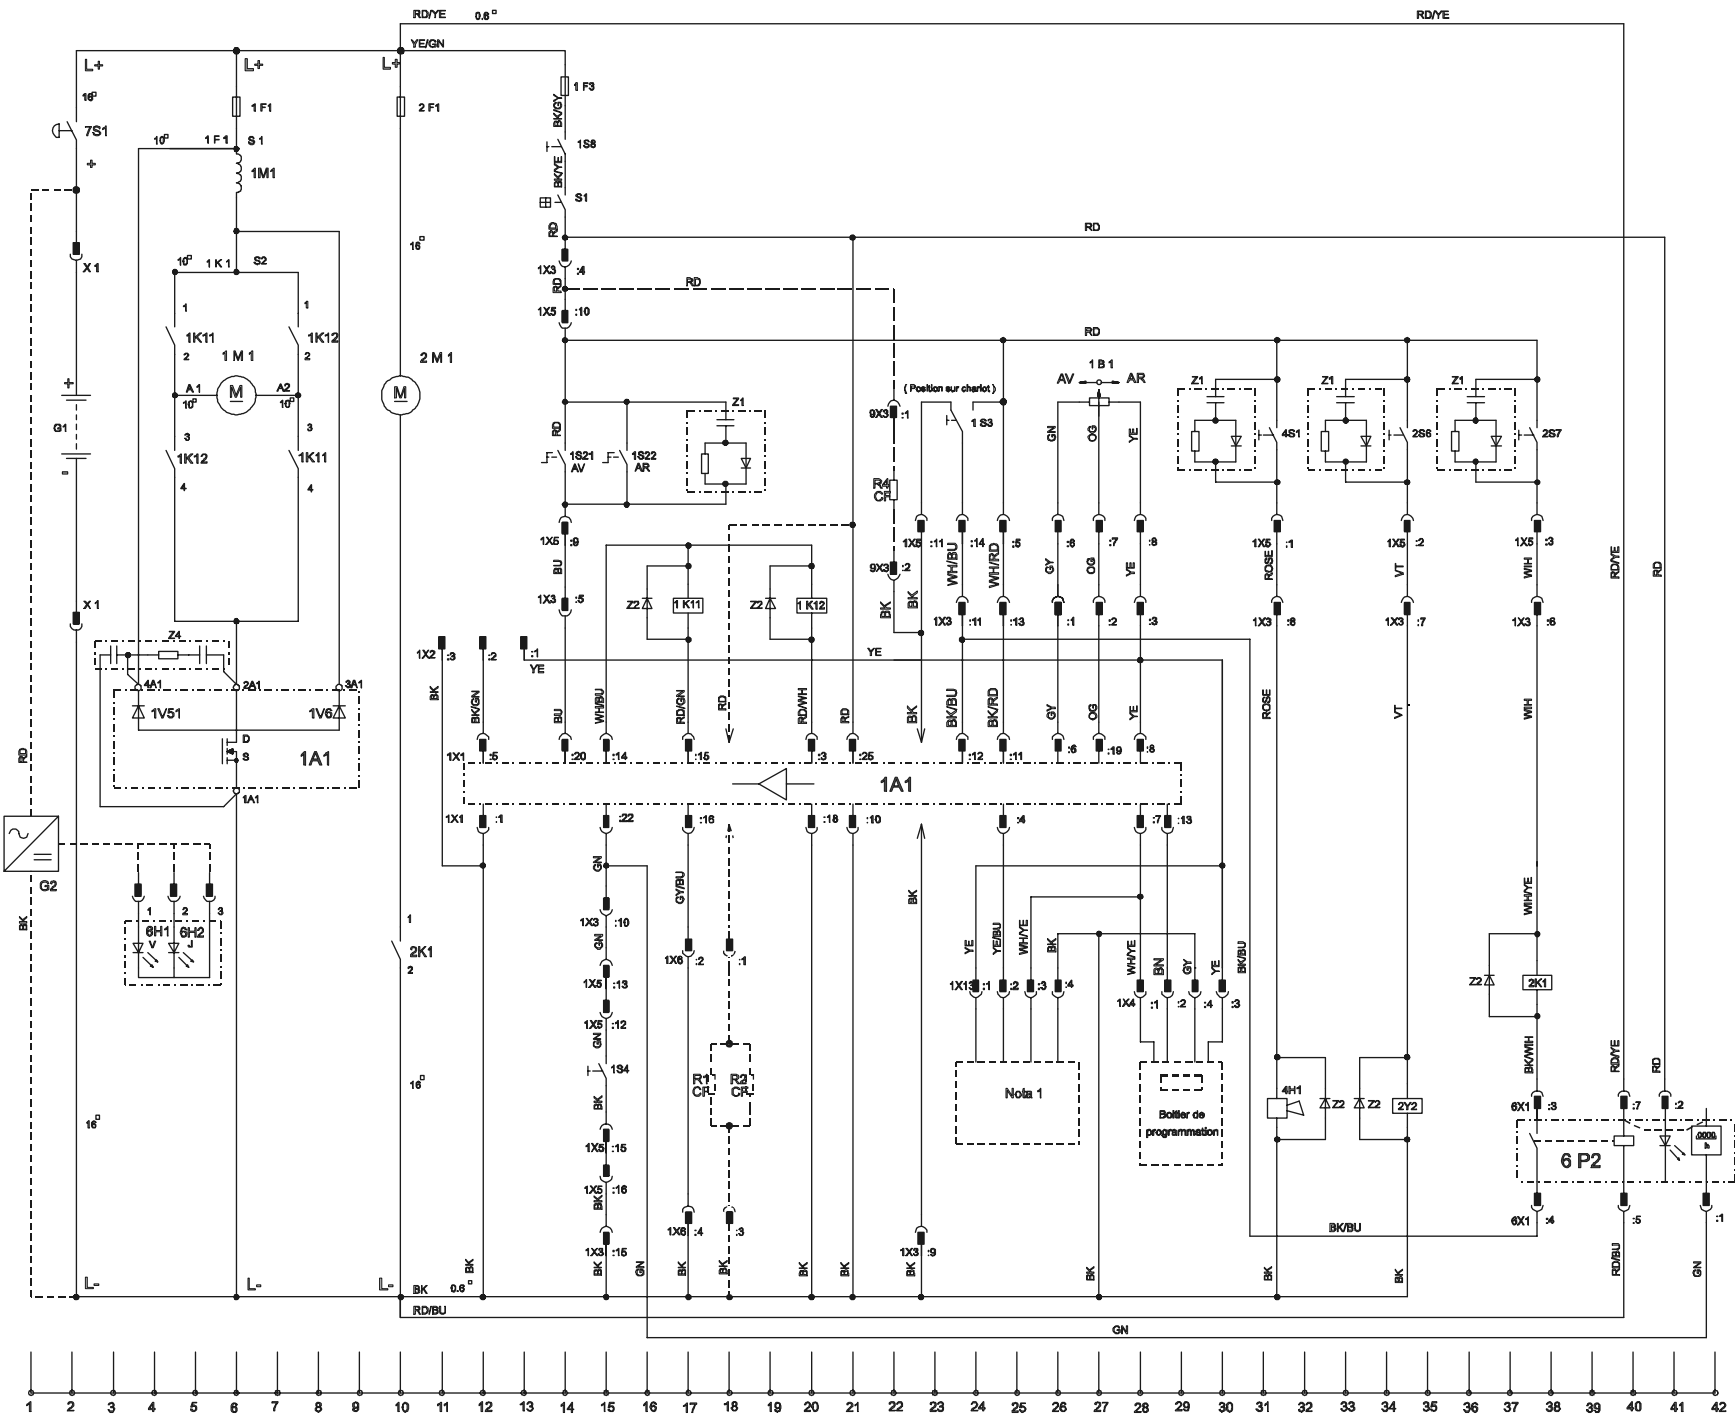 RD/YE 0.6 □ RD/YE
YE/GN
L+ L+ L+
16□ 1 F1 2 F1 1 F3
BK/GY
7S1 10□ 1 F 1 S 1 1S8
+ 1M1 BK/YE
S1
RD RD
16□
X 1 10□ 1 K 1 S2 1X3 :4
RD RD
1 1 1X5 :10
1K11 1K12 RD
2 2
1 M 1 2 M 1 1 B 1
+ M M AV AR
A 1 A2 ( Position sur chariot ) Z1 Z1 Z1
10□ 10□ Z1
G1 9X3 :1 1 S3
3 3 RD GN OG YE 4S1 2S6 2S7
- 1K12 1K11 1S21 1S22
AV AR
4 4 R4
CF
1X5 :9 1X5 :11 :14 :5 :6 :7 :8 1X5 :1 1X5 :2 1X5 :3
BU 9X3 :2 WH/BU WH/RD GY OG YE ROSE VT WIH RD/YE RD
X 1 1X3 :5 Z2 1 K11 Z2 1 K12 BK BK
1X3 :11 :13 :1 :2 :3 1X3 :8 1X3 :7 1X3 :6
Z4
1X2 :3 :2 :1 YE YE
4A1 2A1 3A1
BK BK/GN BU WH/BU RD/GN RD RD/WH RD BK BK/BU BK/RD GY OG YE ROSE VT WIH
1V51 1V6
D
S 1A1
RD
1X1 :5 :20 :14 :15 :3 :25 :12 :11 :6 :19 :8
1A1
1A1
1X1 :1 :22 :16 :18 :10 :4 :7 :13
G2
GN GY/BU BK WIH/YE
BK 1 2 3
6H1 6H2
V J
1 1X3 :10
2K1 GN 1X6 :2 :1
2
YE YE/BU WH/YE BK WH/YE BN GY YE BK/BU
1X5 :13 1X13 :1 :2 :3 :4 1X4 :1 :2 :4 :3 Z2 2K1
1X5 :12
GN
BK/WIH RD/YE RD
1S4
16□ R1 R2
CF CF
Nota 1 4H1 Z2 Z2 2Y2
BK 6X1 :3 :7 :2
16□ Boitier de
programmation
0000
h
1X5 :15 6 P2
1X5 :16
BK
1X6 :4 :3 6X1 :4 :5 :1
BK/BU
1X3 :15 1X3 :9
L- L- L- BK BK GN BK BK BK BK BK BK BK BK RD/BU GN
BK 0.6 □
RD/BU
GN
1 2 3 4 5 6 7 8 9 10 11 12 13 14 15 16 17 18 19 20 21 22 23 24 25 26 27 28 29 30 31 32 33 34 35 36 37 38 39 40 41 42